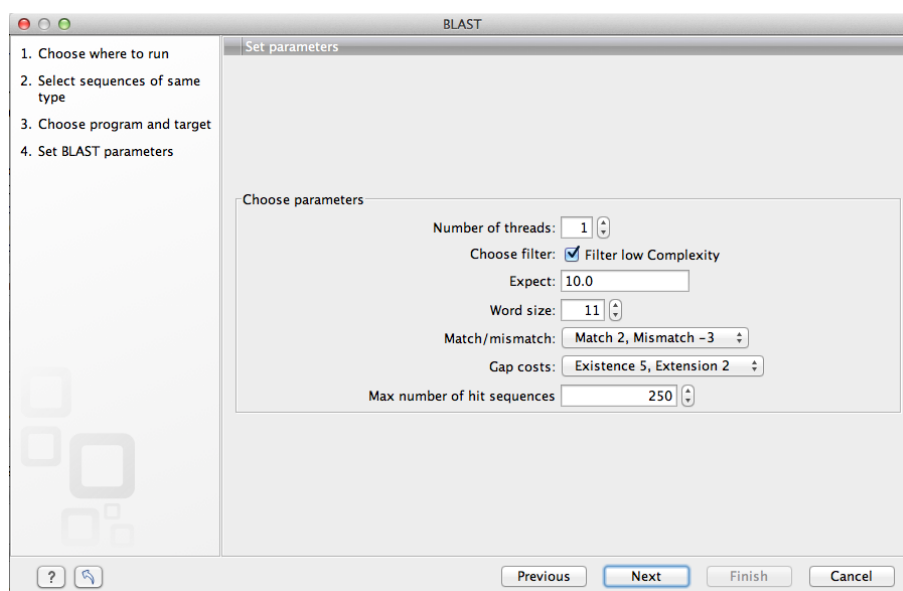 BLAST
1. Choose where to run
2. Select sequences of same
type
3. Choose program and target
4. Set BLAST parameters
Set parameters
Choose parameters
Number of threads: 1
Choose filter: Filter low Complexity
Expect: 10.0
Word size: 11
Match/mismatch: Match 2, Mismatch -3
Gap costs: Existence 5, Extension 2
Max number of hit sequences 250
? Previous Next Finish Cancel